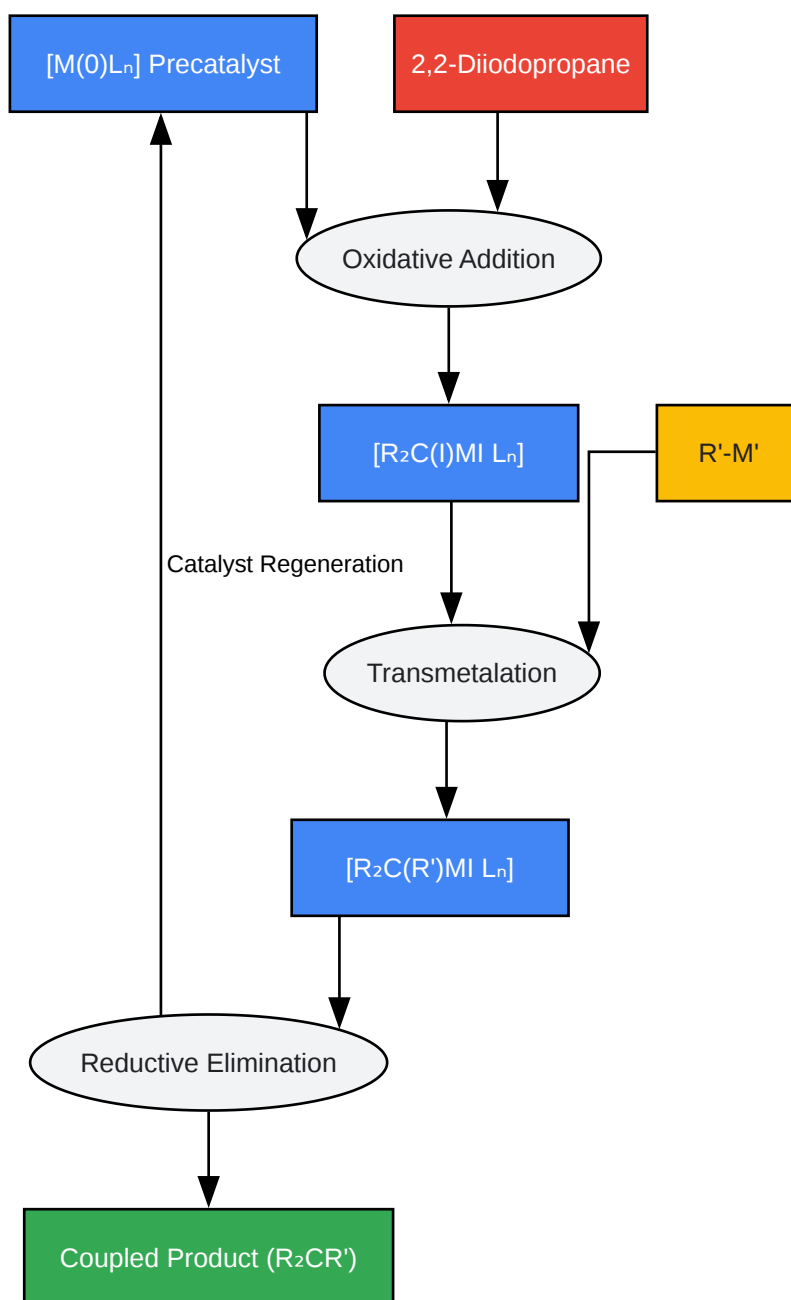 [M(0)Lₙ] Precatalyst
2,2-Diiodopropane
Oxidative Addition
[R₂C(I)MI Lₙ]
R'-M'
Catalyst Regeneration
Transmetalation
[R₂C(R')MI Lₙ]
Reductive Elimination
Coupled Product (R₂CR')